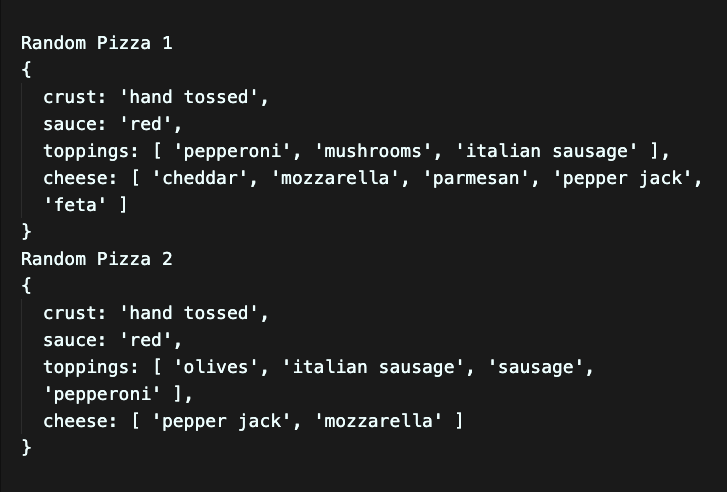 Random Pizza 1
{
crust: 'hand tossed',
sauce: 'red',
toppings: [ 'pepperoni', 'mushrooms', 'italian sausage' ],
cheese: [ 'cheddar', 'mozzarella', 'parmesan', 'pepper jack',
'feta' ]
}
Random Pizza 2
{
crust: 'hand tossed',
sauce: 'red',
toppings: [ 'olives', 'italian sausage', 'sausage',
'pepperoni' ],
cheese: [ 'pepper jack', 'mozzarella' ]
}